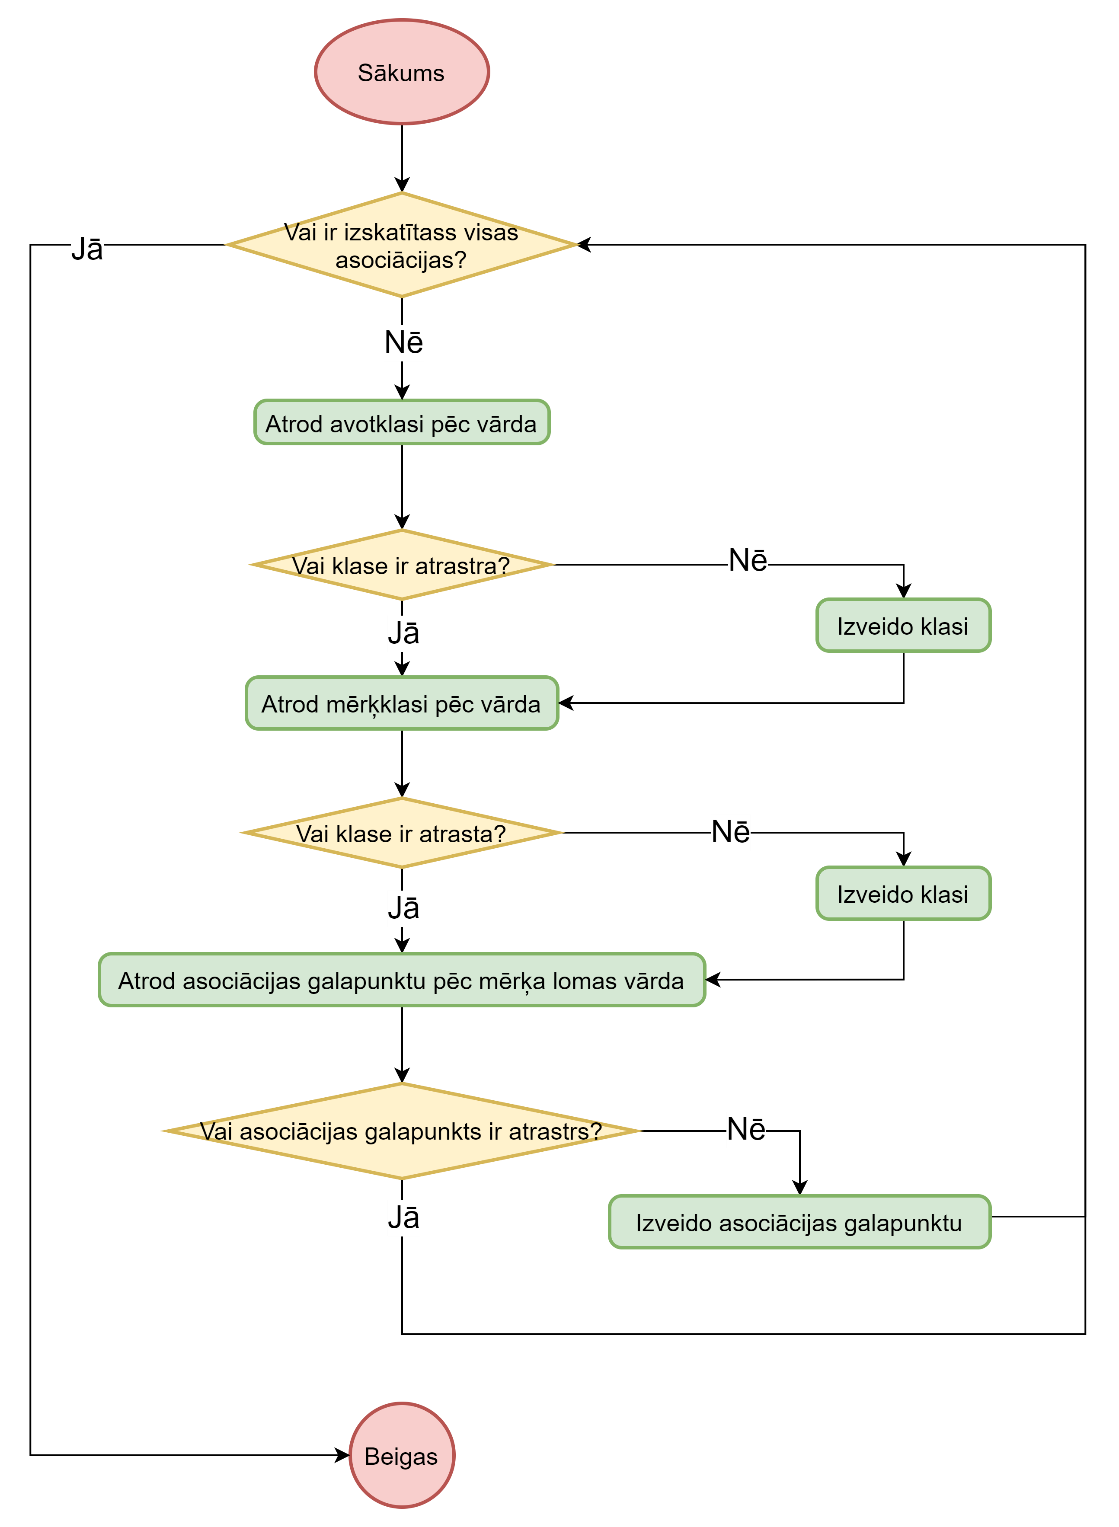 Sākums
Vai ir izskatītass visas
asociācijas?
Jā
Nē
Atrod avotklasi pēc vārda
Vai klase ir atrastra?
Nē
Izveido klasi
Jā
Atrod mērķklasi pēc vārda
Vai klase ir atrasta?
Nē
Izveido klasi
Jā
Atrod asociācijas galapunktu pēc mērķa lomas vārda
Vai asociācijas galapunkts ir atrastrs?
Nē
Jā
Izveido asociācijas galapunktu
Beigas